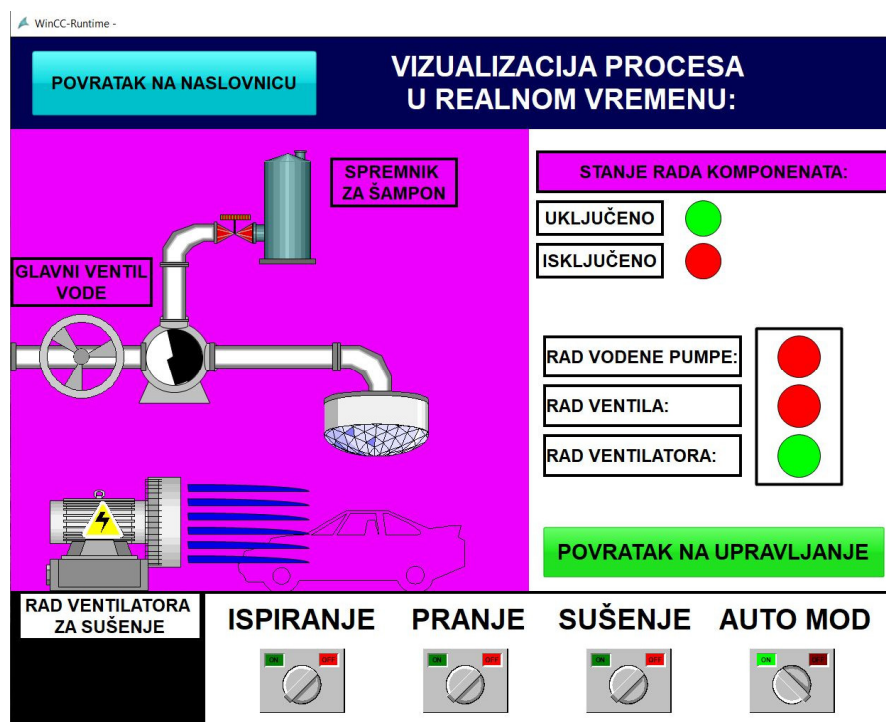 WinCC-Runtime -
POVRATAK NA NASLOVNICU
VIZUALIZACIJA PROCESA
U REALNOM VREMENU:
SPREMNIK
ZA ŠAMPON
GLAVNI VENTIL
VODE
STANJE RADA KOMPONENATA:
UKLJUČENO
ISKLJUČENO
RAD VODENE PUMPE:
RAD VENTILA:
RAD VENTILATORA:
POVRATAK NA UPRAVLJANJE
RAD VENTILATORA
ZA SUŠENJE
ISPIRANJE PRANJE SUŠENJE AUTO MOD
ON OFF ON OFF ON OFF ON OFF